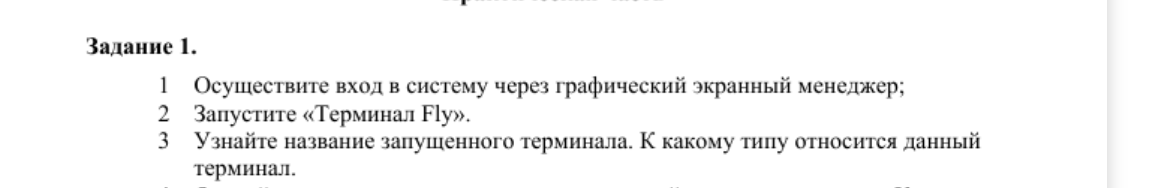 Задание 1.
1 Осуществите вход в систему через графический экранный менеджер;
2 Запустите «Терминал Fly».
3 Узнайте название запущенного терминала. К какому типу относится данный
терминал.